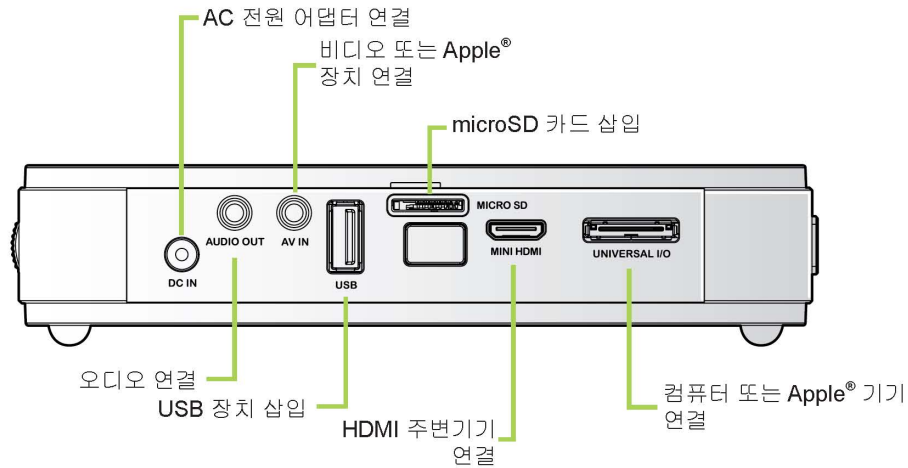 AC 전원 어댑터 연결
비디오 또는 Apple®
장치 연결
microSD 카드 삽입
MICRO SD
AUDIO OUT
AV IN
MINI HDMI
UNIVERSAL I/O
DC IN
USB
오디오 연결
USB 장치 삽입
HDMI 주변기기
연결
컴퓨터 또는 Apple® 기기
연결